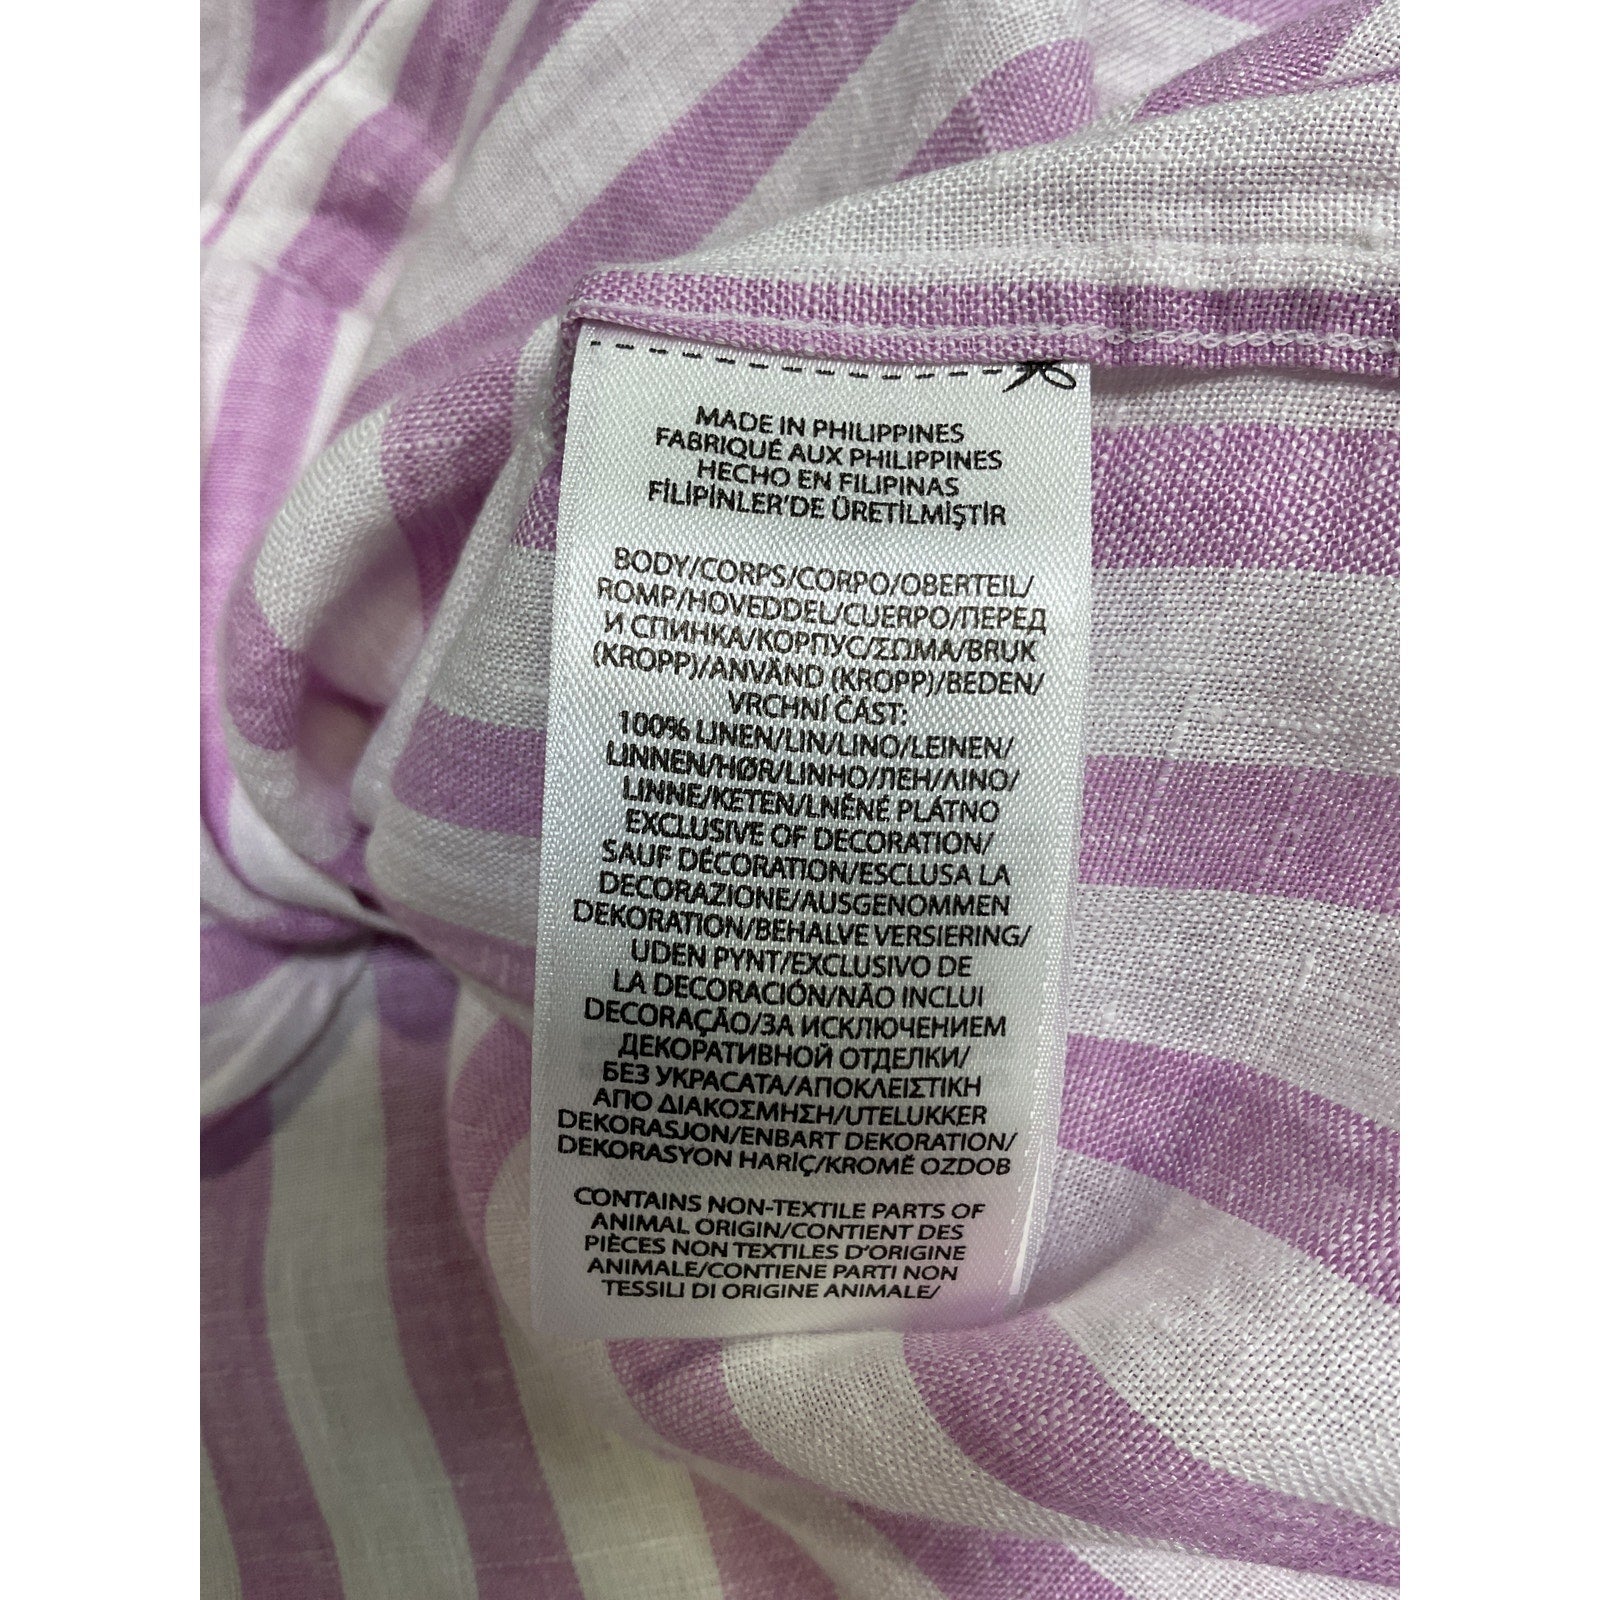 MADE IN PHILIPPINES
FABRIQUÉ AUX PHILIPPINES
HECHO EN FILIPINAS
FİLİPİNLER'DE ÜRETİLMİŞTİR
BODY/CORPS/CORPO/OBERTEIL/
ROMP/HOVEDDEL/CUERPO/ПЕРЕД
И СПИНКА/КОРПУС/ΣΩΜΑ/BRUK
(KROPP)/ANVÄND (KROPP)/BEDEN/
VRCHNÍ ČÁST:
100% LINEN/LIN/LINO/LEINEN/
LINNEN/HØR/LINHO/ЛЕН/ΛΙΝΟ/
LINNE/KETEN/LNĚNÉ PLÁTNO
EXCLUSIVE OF DECORATION/
SAUF DÉCORATION/ESCLUSA LA
DECORAZIONE/AUSGENOMMEN
DEKORATION/BEHALVE VERSIERING/
UDEN PYNT/EXCLUSIVO DE
LA DECORACIÓN/NÃO INCLUI
DECORAÇÃO/ЗА ИСКЛЮЧЕНИЕМ
ДЕКОРАТИВНОЙ ОТДЕЛКИ/
БЕЗ УКРАСАТА/ΑΠΟΚΛΕΙΣΤΙΚΗ
ΑΠΟ ΔΙΑΚΟΣΜΗΣΗ/UTELUKKER
DEKORASJON/ENBART DEKORATION/
DEKORASYON HARİÇ/KROMĚ OZDOB
CONTAINS NON-TEXTILE PARTS OF
ANIMAL ORIGIN/CONTIENT DES
PIÈCES NON TEXTILES D'ORIGINE
ANIMALE/CONTIENE PARTI NON
TESSILI DI ORIGINE ANIMALE/